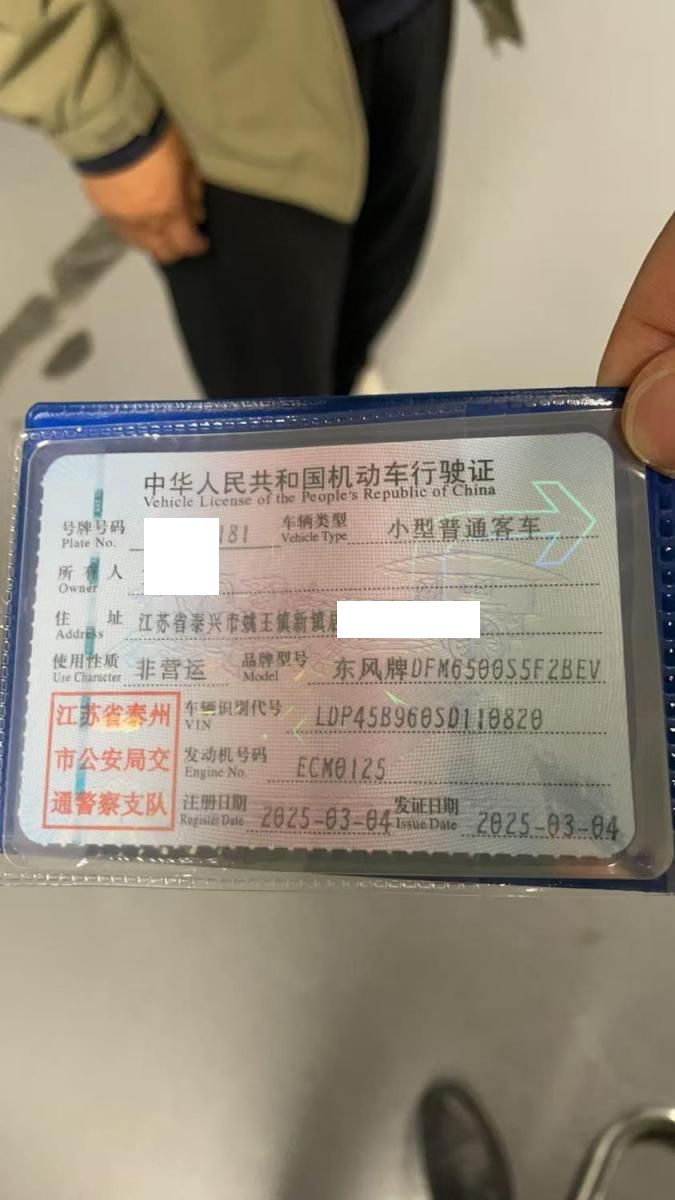 中华人民共和国机动车行驶证
Vehicle License of the People's Republic of China
号牌号码 181 车辆类型 小型普通客车
Plate No. Vehicle Type
所有人
Owner
住址 江苏省泰兴市姚王镇新镇居
Address
使用性质 非营运 品牌型号 东风牌DFM6500S5F2BEV
Use Character Model
江苏省泰州 车辆识别代号 LDP45B960SD110820
VIN
市公安局交 发动机号码 ECM0125
Engine No.
通警察支队 注册日期 2025-03-04 发证日期 2025-03-04
Register Date Issue Date